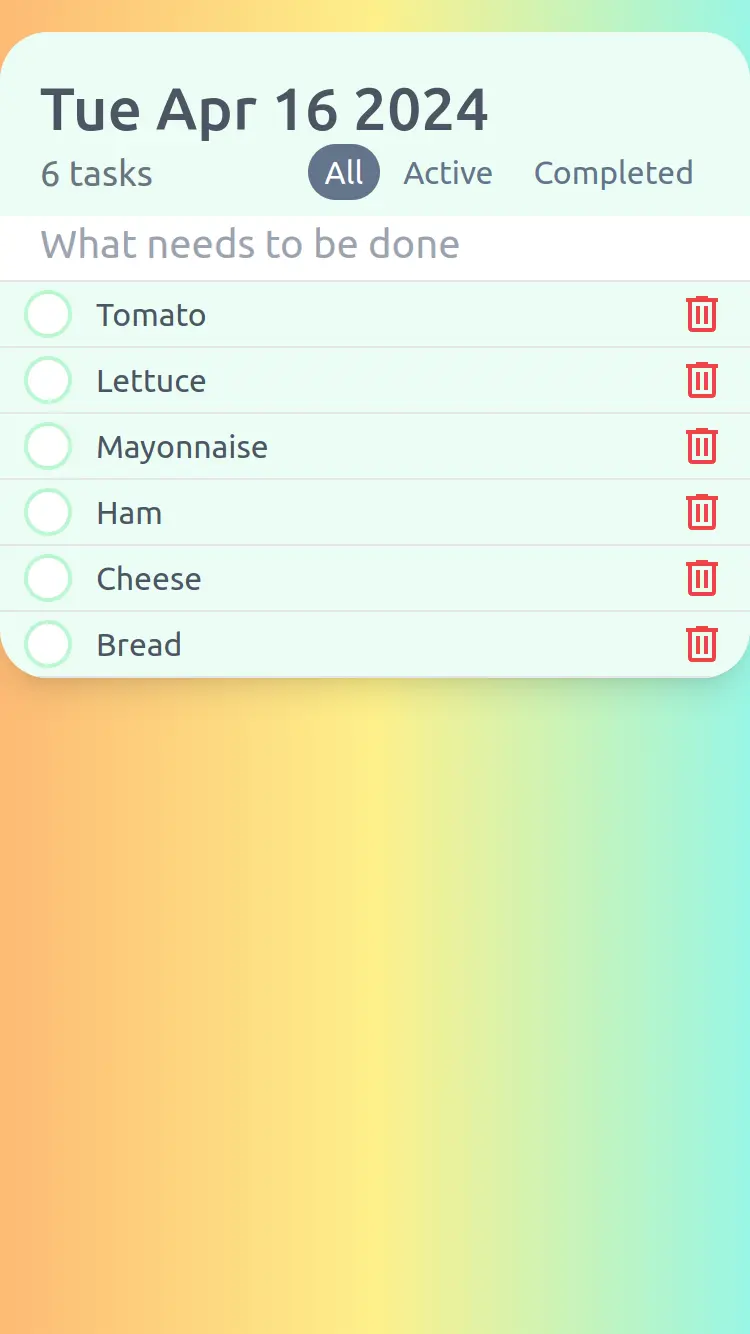 Tue Apr 16 2024
6 tasks All Active Completed
What needs to be done
Tomato
Lettuce
Mayonnaise
Ham
Cheese
Bread